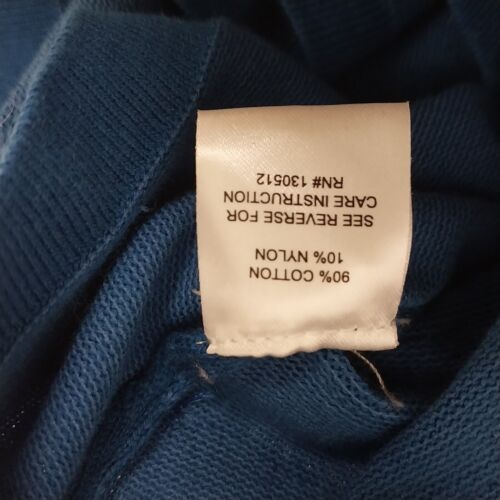 90% COTTON
10% NYLON
SEE REVERSE FOR
CARE INSTRUCTION
RN# 130512